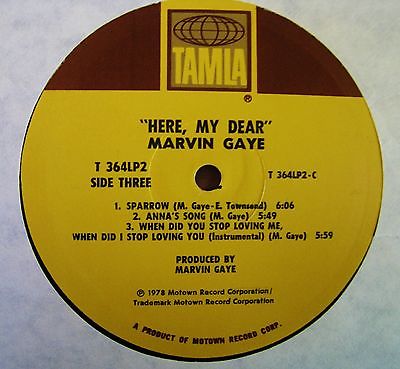 TAMLA
®
"HERE, MY DEAR"
MARVIN GAYE
T 364LP2
SIDE THREE
T 364LP2-C
1. SPARROW (M. Gaye-E. Townsend) 6:06
2. ANNA'S SONG (M. Gaye) 5:49
3. WHEN DID YOU STOP LOVING ME,
WHEN DID I STOP LOVING YOU (Instrumental) (M. Gaye) 5:59
PRODUCED BY
MARVIN GAYE
℗ 1978 Motown Record Corporation/
Trademark Motown Record Corporation
A PRODUCT OF MOTOWN RECORD CORP.